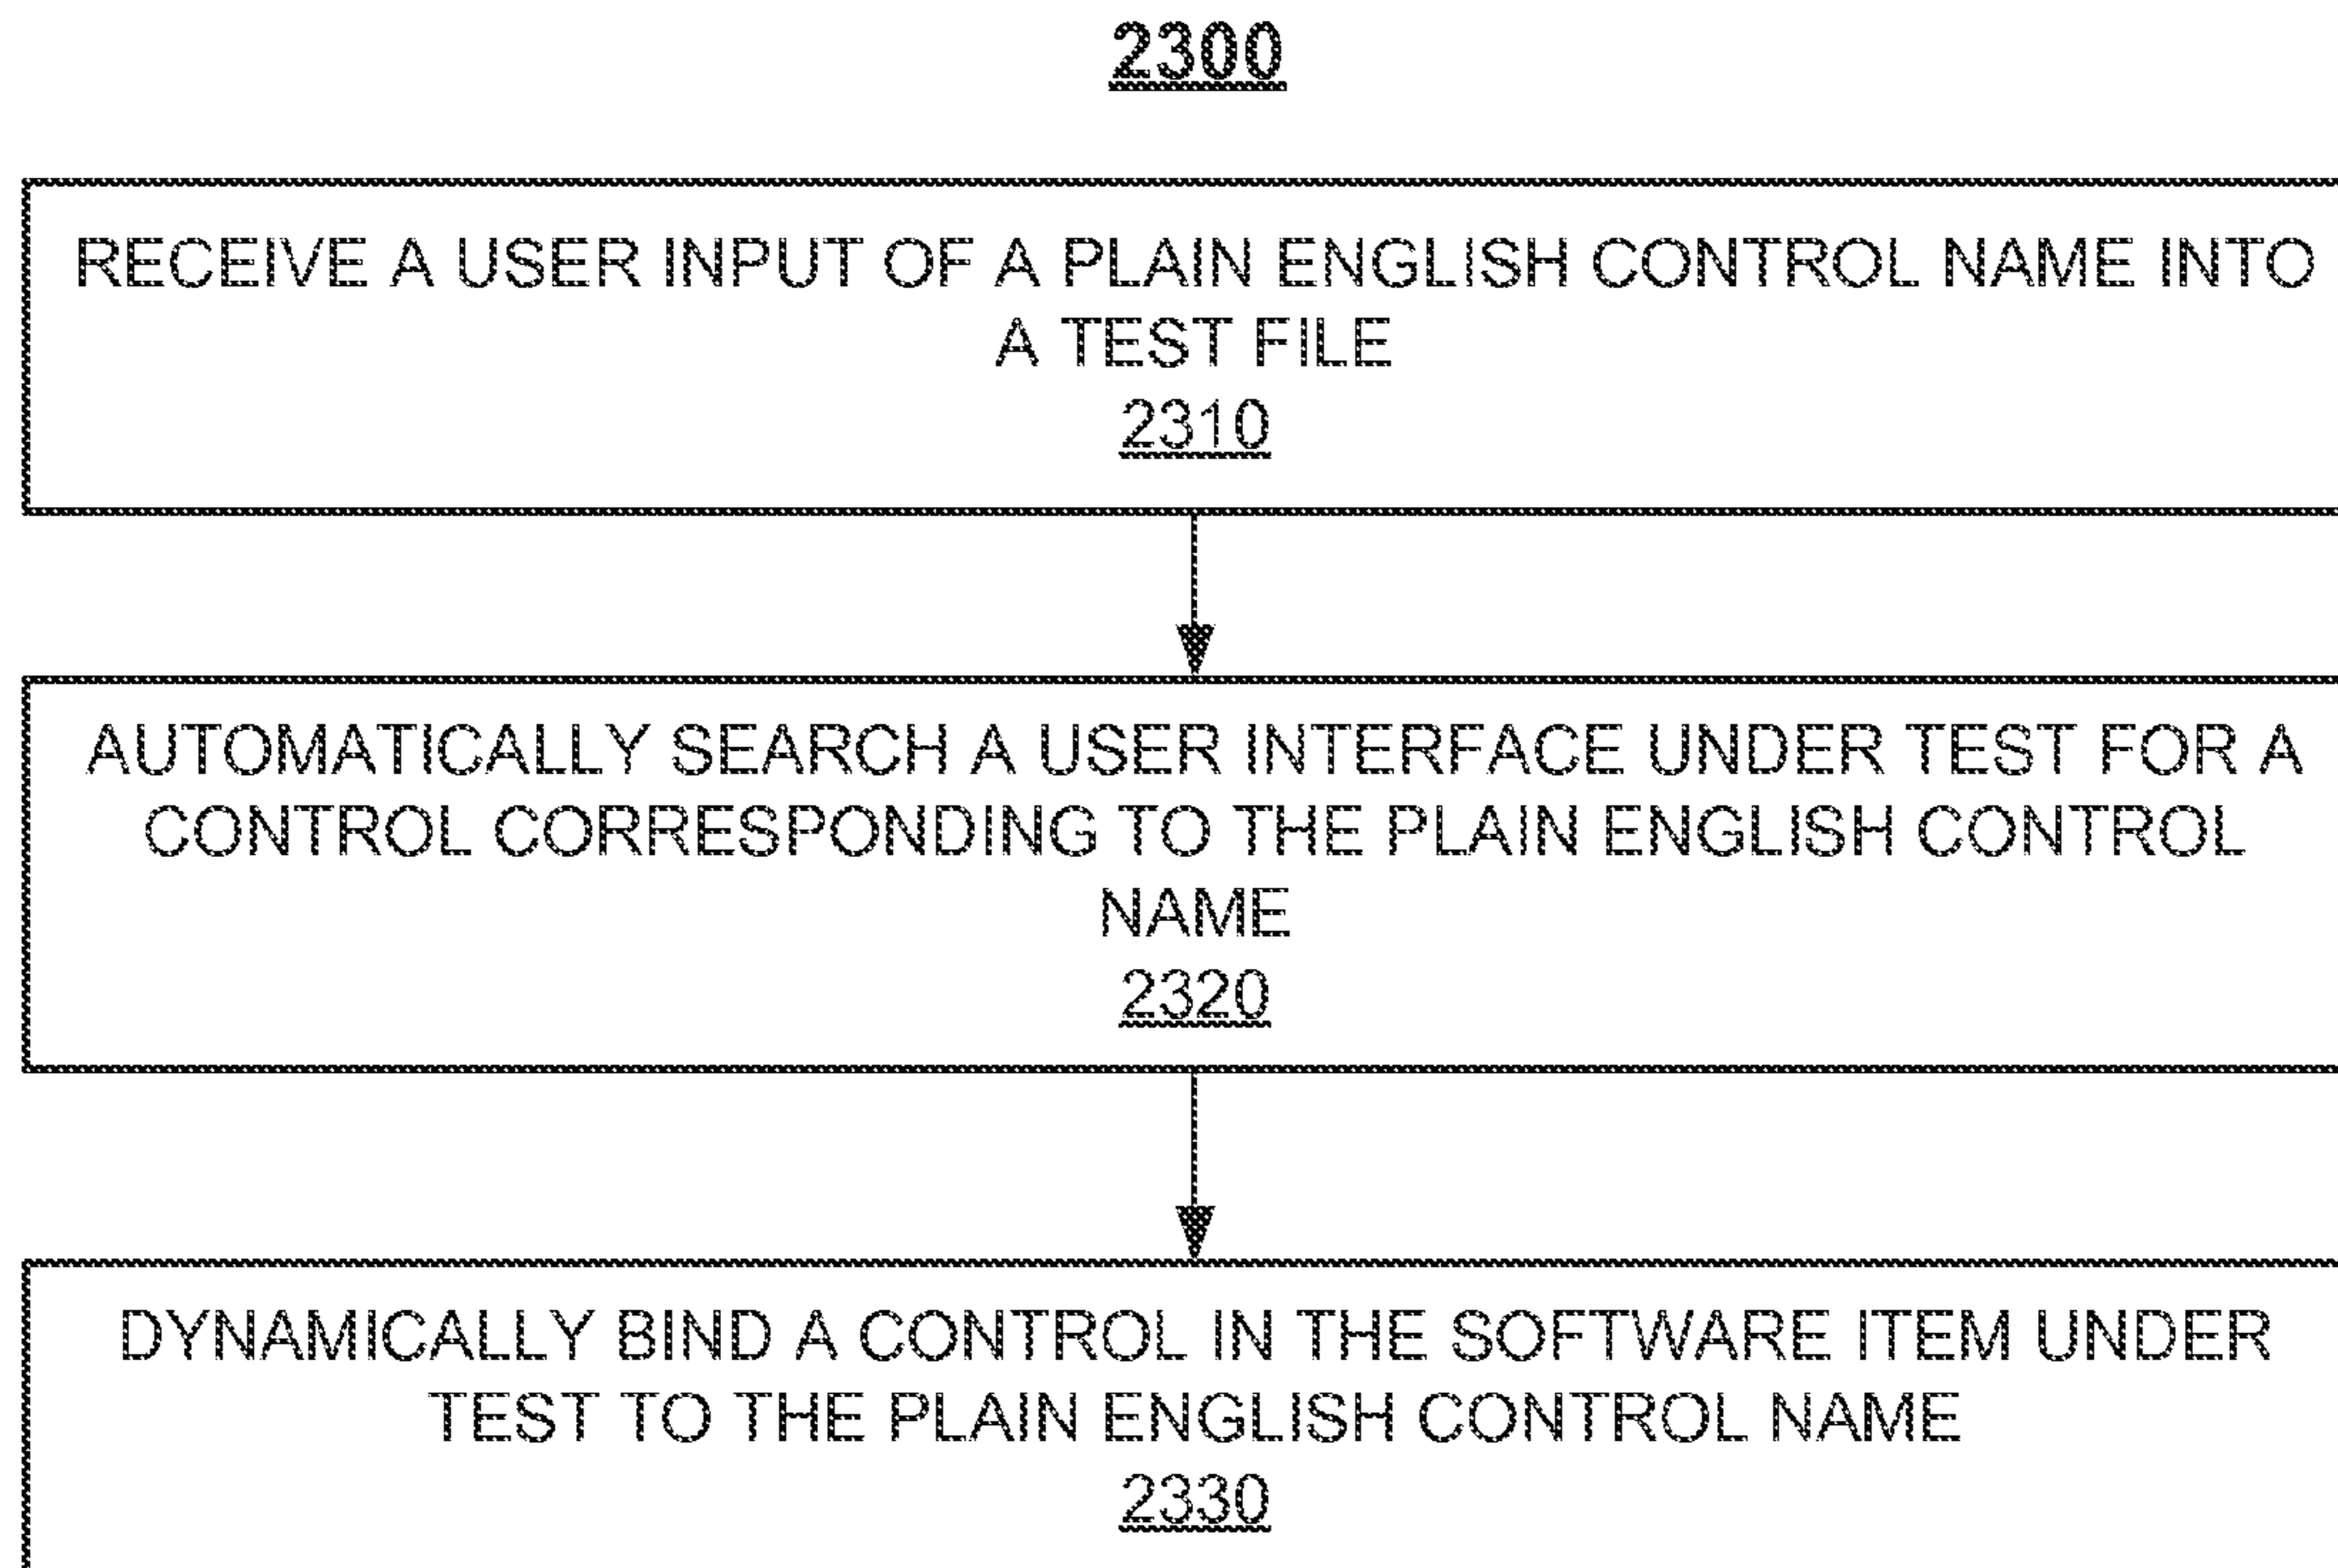 2300
RECEIVE A USER INPUT OF A PLAIN ENGLISH CONTROL NAME INTO
A TEST FILE
2310
AUTOMATICALLY SEARCH A USER INTERFACE UNDER TEST FOR A
CONTROL CORRESPONDING TO THE PLAIN ENGLISH CONTROL
NAME
2320
DYNAMICALLY BIND A CONTROL IN THE SOFTWARE ITEM UNDER
TEST TO THE PLAIN ENGLISH CONTROL NAME
2330